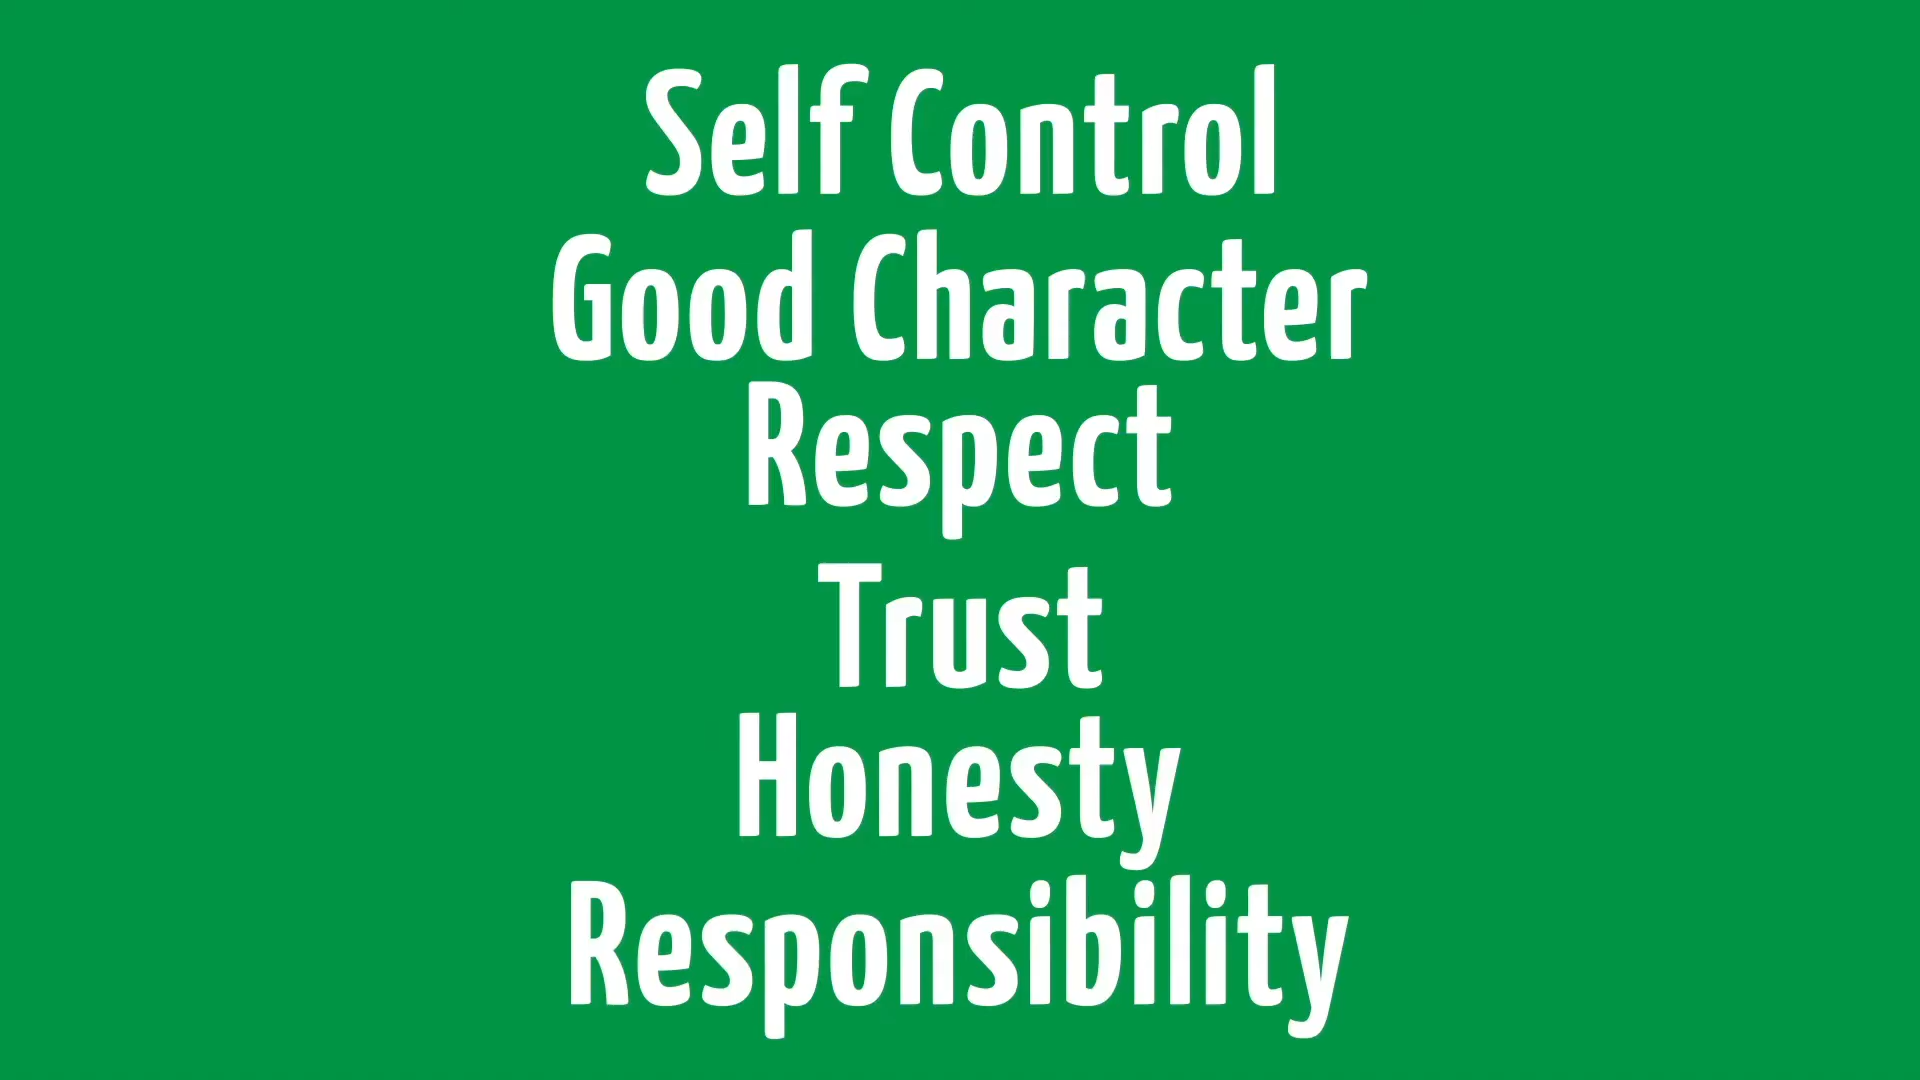 Self Control
Good Character
Respect
Trust
Honesty
Responsibility